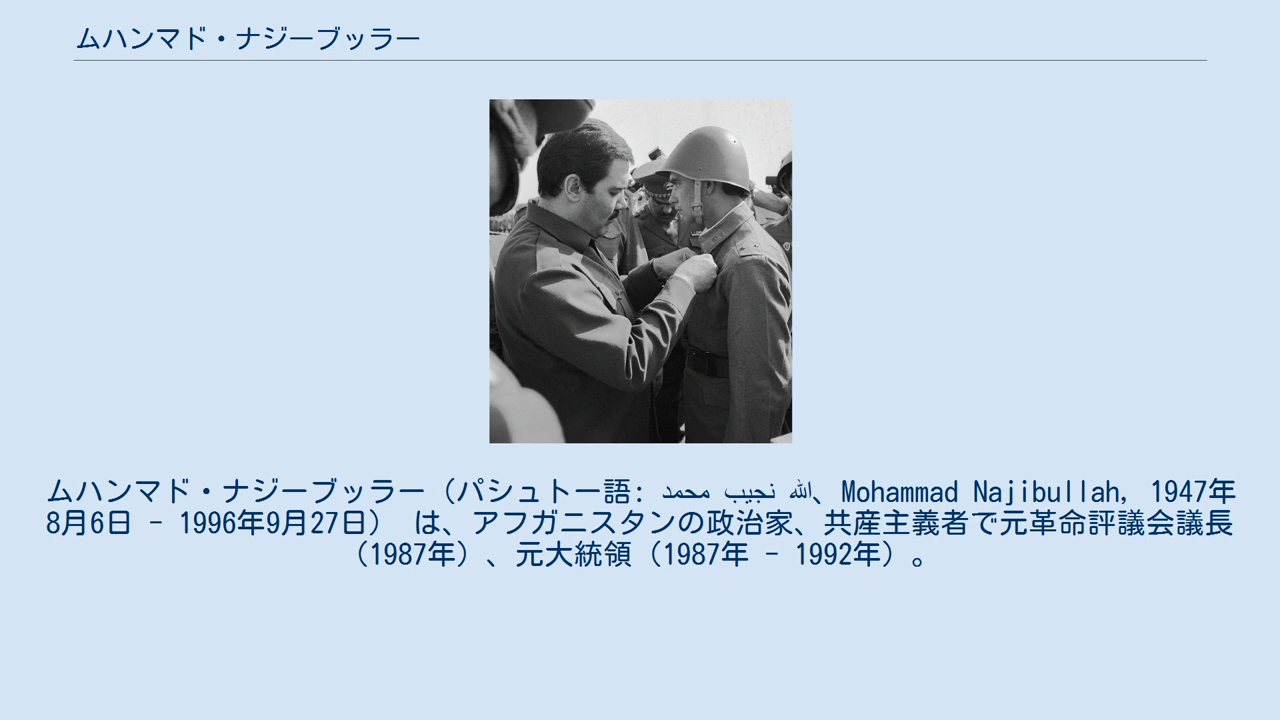 ムハンマド・ナジーブッラー
ムハンマド・ナジーブッラー（パシュトー語: محمد نجيب الله、Mohammad Najibullah, 1947年
8月6日 - 1996年9月27日） は、アフガニスタンの政治家、共産主義者で元革命評議会議長
（1987年）、元大統領（1987年 - 1992年）。